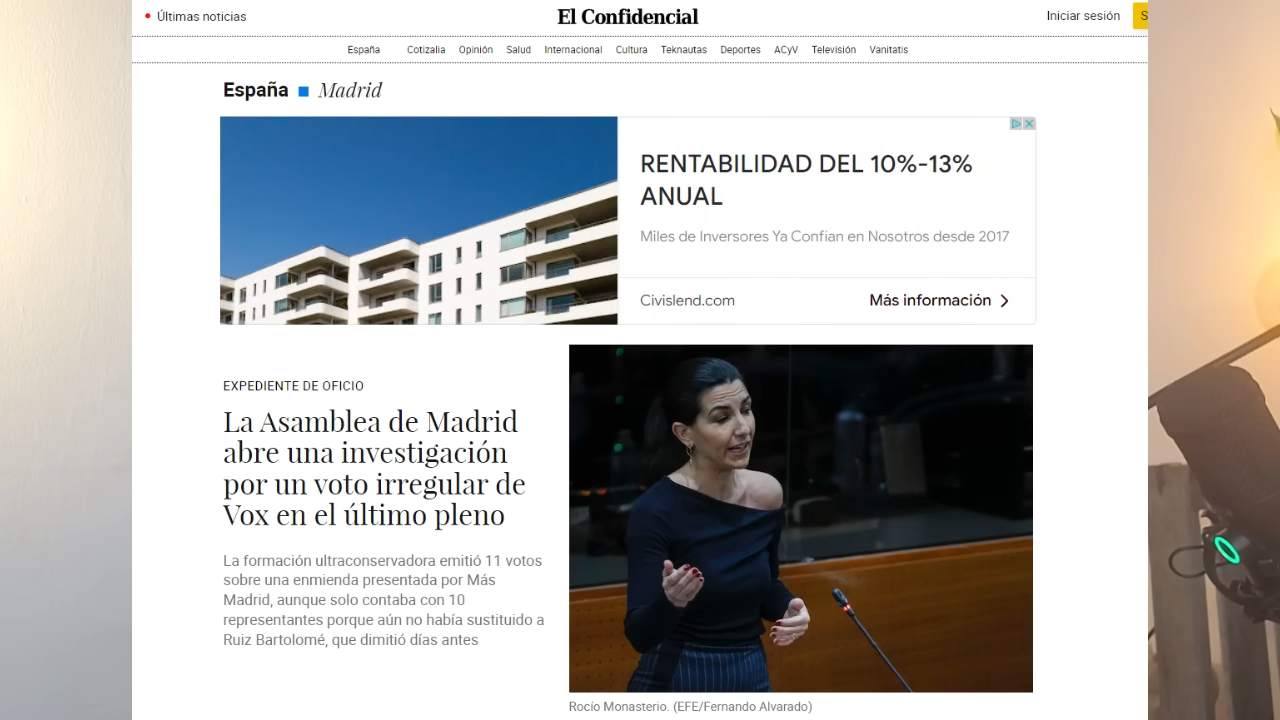 Últimas noticias
El Confidencial
Iniciar sesión
S
España Cotizalia Opinión Salud Internacional Cultura Teknautas Deportes ACyV Televisión Vanitatis
España Madrid
RENTABILIDAD DEL 10%-13%
ANUAL
Miles de Inversores Ya Confian en Nosotros desde 2017
Civislend.com
Más información
EXPEDIENTE DE OFICIO
La Asamblea de Madrid
abre una investigación
por un voto irregular de
Vox en el último pleno
La formación ultraconservadora emitió 11 votos
sobre una enmienda presentada por Más
Madrid, aunque solo contaba con 10
representantes porque aún no había sustituido a
Ruiz Bartolomé, que dimitió días antes
Rocío Monasterio. (EFE/Fernando Alvarado)